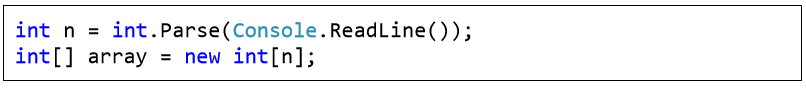 int n = int.Parse(Console.ReadLine());
int[] array = new int[n];